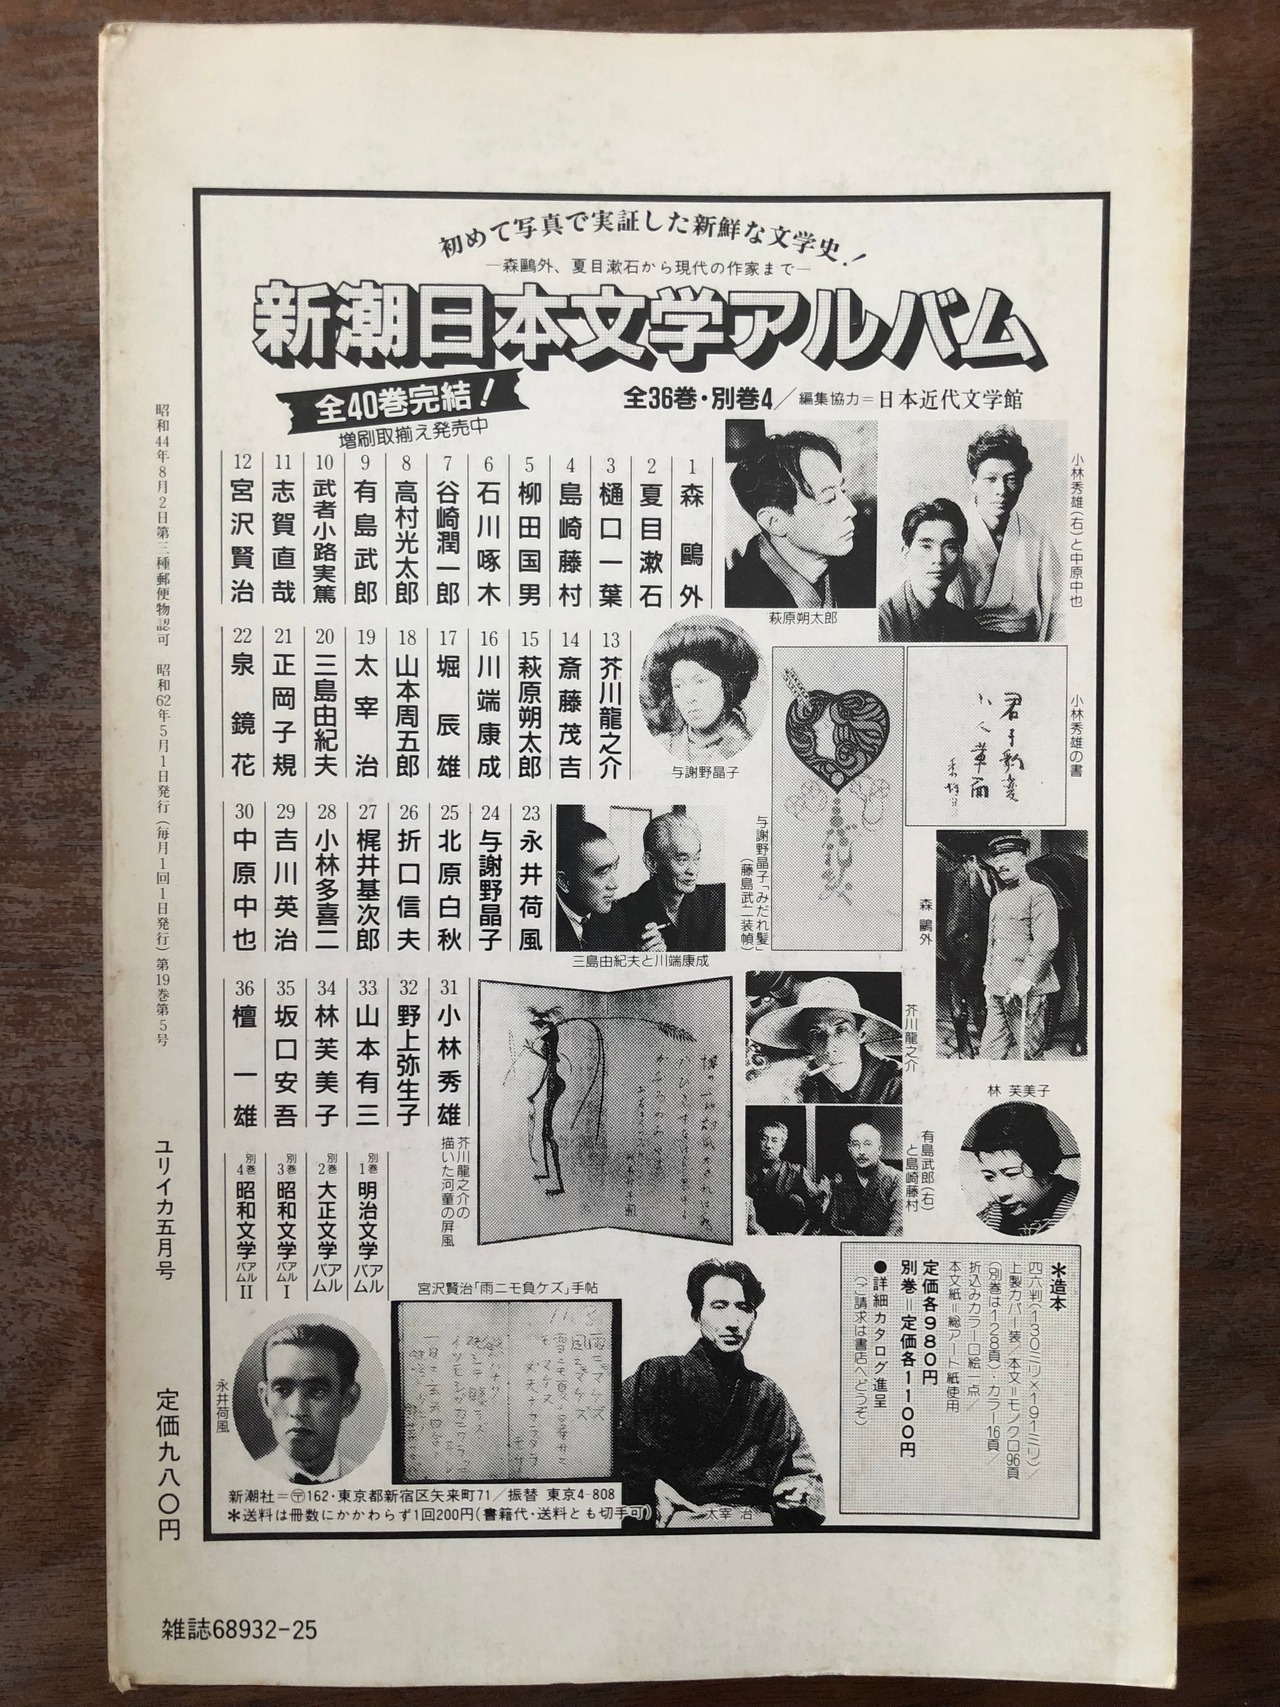 初めて写真で実証した新鮮な文学史！
―森鷗外、夏目漱石から現代の作家まで―
新潮日本文学アルバム
全40巻完結！
増刷取揃え発売中
全36巻・別巻4／編集協力＝日本近代文学館
1 森鷗外
2 夏目漱石
3 樋口一葉
4 島崎藤村
5 柳田国男
6 石川啄木
7 谷崎潤一郎
8 高村光太郎
9 有島武郎
10 武者小路実篤
11 志賀直哉
12 宮沢賢治
13 芥川龍之介
14 斎藤茂吉
15 萩原朔太郎
16 川端康成
17 堀辰雄
18 山本周五郎
19 太宰治
20 三島由紀夫
21 正岡子規
22 泉鏡花
23 永井荷風
24 与謝野晶子
25 北原白秋
26 折口信夫
27 梶井基次郎
28 小林多喜二
29 吉川英治
30 中原中也
31 小林秀雄
32 野上弥生子
33 山本有三
34 林芙美子
35 坂口安吾
36 檀一雄
別巻1 明治文学アルバム
別巻2 大正文学アルバム
別巻3 昭和文学アルバムⅠ
別巻4 昭和文学アルバムⅡ
小林秀雄(右)と中原中也
萩原朔太郎
与謝野晶子
小林秀雄の書
与謝野晶子「みだれ髪」
(藤島武二装幀)
三島由紀夫と川端康成
森鷗外
芥川龍之介
林芙美子
有島武郎(右)
と島崎藤村
芥川龍之介の
描いた河童の屏風
宮沢賢治「雨ニモ負ケズ」手帖
永井荷風
太宰治
＊造本
四六判(130ミリ×191ミリ)／
上製カバー装／本文＝モノクロ96頁
(別巻は128頁)・カラー16頁／
折込みカラー口絵一点／
本文紙＝総アート紙使用
定価各980円
別巻＝定価各1100円
●詳細カタログ進呈
(ご請求は書店へどうぞ)
新潮社＝〒162・東京都新宿区矢来町71／振替 東京4-808
＊送料は冊数にかかわらず1回200円(書籍代・送料とも切手可)
昭和44年8月2日第三種郵便物認可 昭和62年5月1日発行(毎月1回1日発行)第19巻第5号
ユリイカ五月号
定価九八〇円
雑誌68932-25